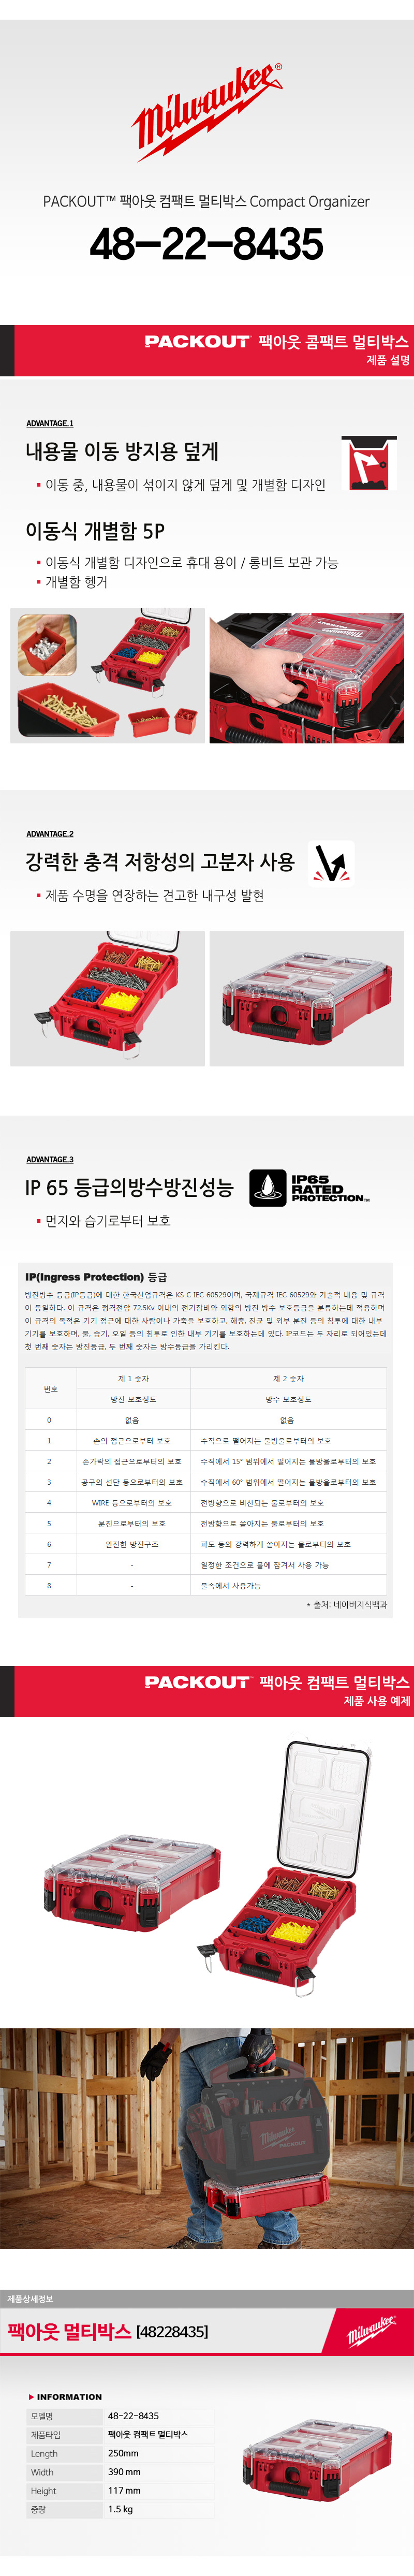 Milwaukee®
PACKOUT™ 팩아웃 컴팩트 멀티박스 Compact Organizer
48-22-8435
PACKOUT™ 팩아웃 콤팩트 멀티박스
제품 설명
ADVANTAGE.1
내용물 이동 방지용 덮게
이동 중, 내용물이 섞이지 않게 덮게 및 개별함 디자인
이동식 개별함 5P
이동식 개별함 디자인으로 휴대 용이 / 롱비트 보관 가능
개별함 헹거
Milwaukee
ADVANTAGE.2
강력한 충격 저항성의 고분자 사용
제품 수명을 연장하는 견고한 내구성 발현
ADVANTAGE.3
IP 65 등급의방수방진성능
IP65
RATED
PROTECTION™
먼지와 습기로부터 보호
IP(Ingress Protection) 등급
방진방수 등급(IP등급)에 대한 한국산업규격은 KS C IEC 60529이며, 국제규격 IEC 60529와 기술적 내용 및 규격
이 동일하다. 이 규격은 정격전압 72.5Kv 이내의 전기장비와 외함의 방진 방수 보호등급을 분류하는데 적용하며
이 규격의 목적은 기기 접근에 대한 사람이나 가축을 보호하고, 해충, 진균 및 외부 분진 등의 침투에 대한 내부
기기를 보호하며, 물, 습기, 오일 등의 침투로 인한 내부 기기를 보호하는데 있다. IP코드는 두 자리로 되어있는데
첫 번째 숫자는 방진등급, 두 번째 숫자는 방수등급을 가리킨다.
번호 제 1 숫자 제 2 숫자
방진 보호정도 방수 보호정도
0 없음 없음
1 손의 접근으로부터 보호 수직으로 떨어지는 물방울로부터의 보호
2 손가락의 접근으로부터의 보호 수직에서 15° 범위에서 떨어지는 물방울로부터의 보호
3 공구의 선단 등으로부터의 보호 수직에서 60° 범위에서 떨어지는 물방울로부터의 보호
4 WIRE 등으로부터의 보호 전방향으로 비산되는 물로부터의 보호
5 분진으로부터의 보호 전방향으로 쏟아지는 물로부터의 보호
6 완전한 방진구조 파도 등의 강력하게 쏟아지는 물로부터의 보호
7 - 일정한 조건으로 물에 잠겨서 사용 가능
8 - 물속에서 사용가능
* 출처: 네이버지식백과
PACKOUT™ 팩아웃 컴팩트 멀티박스
제품 사용 예제
Milwaukee
PACKOUT
제품상세정보
팩아웃 멀티박스 [48228435]
Milwaukee
INFORMATION
모델명 48-22-8435
제품타입 팩아웃 컴팩트 멀티박스
Length 250mm
Width 390 mm
Height 117 mm
중량 1.5 kg